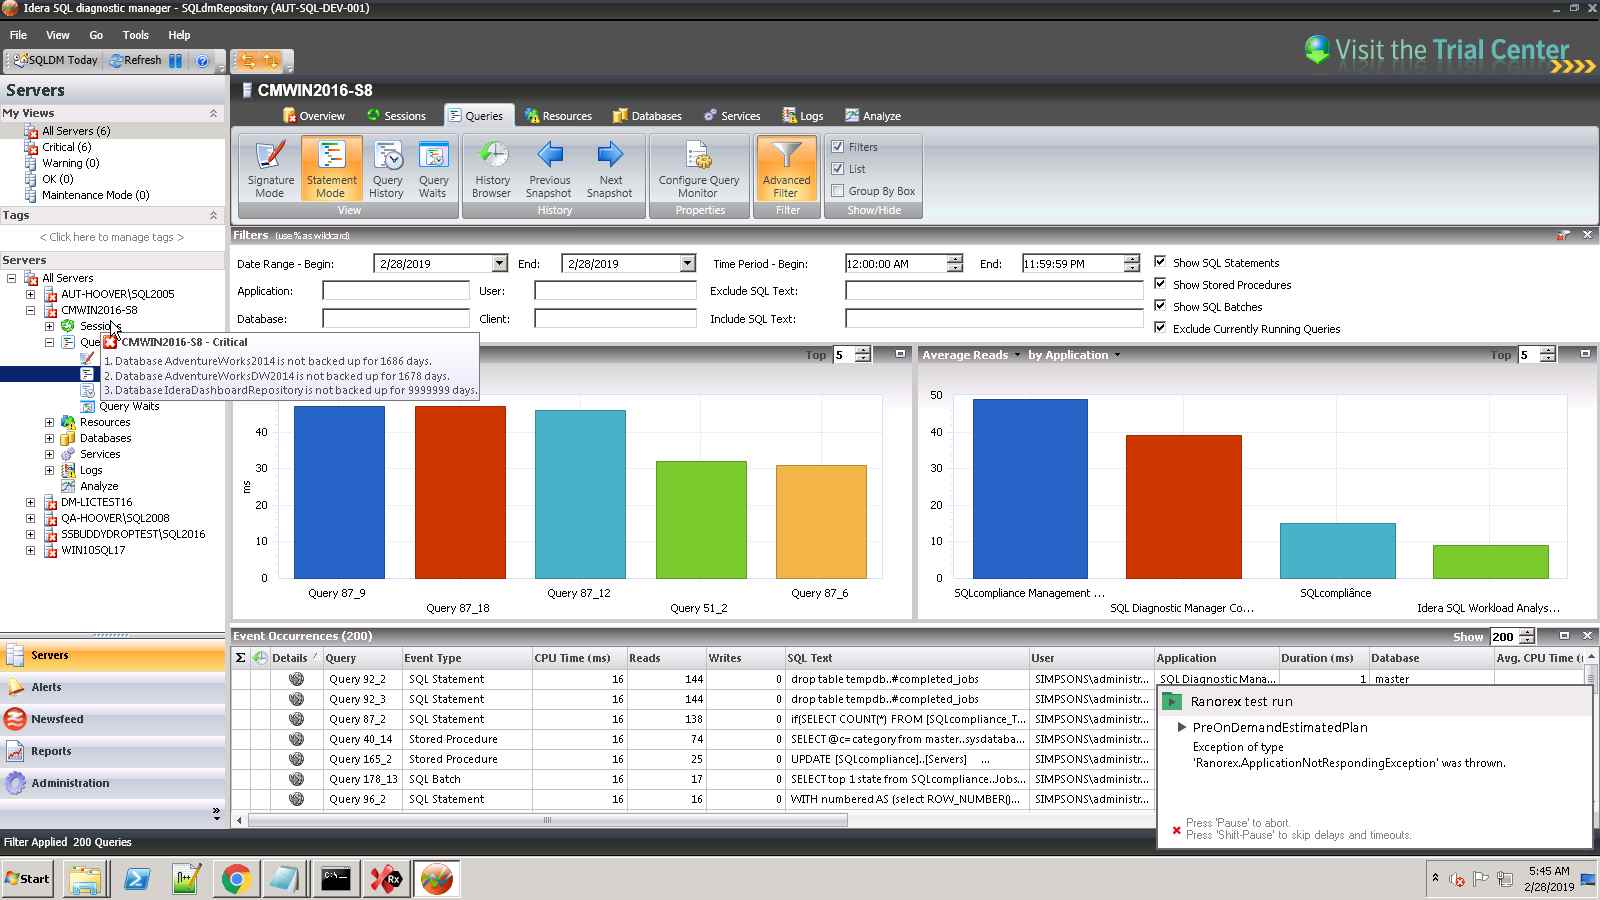 Idera SQL diagnostic manager - SQLdmRepository (AUT-SQL-DEV-001)
File View Go Tools Help
SQLDM Today Refresh
Visit the Trial Center
Servers
My Views
All Servers (6)
Critical (6)
Warning (0)
OK (0)
Maintenance Mode (0)
Tags
< Click here to manage tags >
Servers
All Servers
AUT-HOOVER\SQL2005
CMWIN2016-S8
Sessions
CMWIN2016-S8 - Critical
1. Database AdventureWorks2014 is not backed up for 1686 days.
2. Database AdventureWorksDW2014 is not backed up for 1678 days.
3. Database IderaDashboardRepository is not backed up for 9999999 days.
Query Waits
Resources
Databases
Services
Logs
Analyze
DM-LICTEST16
QA-HOOVER\SQL2008
SSBUDDYDROPTEST\SQL2016
WIN10SQL17
Servers
Alerts
Newsfeed
Reports
Administration
CMWIN2016-S8
Overview Sessions Queries Resources Databases Services Logs Analyze
Signature Mode
Statement Mode
Query History
Query Waits
View
History Browser
Previous Snapshot
Next Snapshot
History
Configure Query Monitor
Properties
Advanced Filter
Filter
Filters
List
Group By Box
Show/Hide
Filters (use % as wildcard)
Date Range - Begin: 2/28/2019 End: 2/28/2019 Time Period - Begin: 12:00:00 AM End: 11:59:59 PM Show SQL Statements
Show Stored Procedures
Application: User: Exclude SQL Text:
Show SQL Batches
Database: Client: Include SQL Text:
Exclude Currently Running Queries
Top 5
ms
40
30
20
10
0
Query 87_9 Query 87_18 Query 87_12 Query 51_2 Query 87_6
Average Reads by Application Top 5
50
40
30
20
10
0
SQLcompliance Management ... SQL Diagnostic Manager Co... SQLcompliânce Idera SQL Workload Analys...
Event Occurrences (200) Show 200
Σ Details Query Event Type CPU Time (ms) Reads Writes SQL Text User Application Duration (ms) Database Avg. CPU Time (
Query 92_2 SQL Statement 16 144 0 drop table tempdb..#completed_jobs SIMPSONS\administr... SQL Diagnostic Mana... 1 master
Query 92_3 SQL Statement 16 144 0 drop table tempdb..#completed_jobs SIMPSONS\administr...
Query 87_2 SQL Statement 16 138 0 if(SELECT COUNT(*) FROM [SQLcompliance_T... SIMPSONS\administr...
Query 40_14 Stored Procedure 16 74 0 SELECT @c=category from master..sysdataba... SIMPSONS\administr...
Query 165_2 Stored Procedure 16 25 0 UPDATE [SQLcompliance]..[Servers] ... SIMPSONS\administr...
Query 178_13 SQL Batch 16 17 0 SELECT top 1 state from SQLcompliance..Jobs... SIMPSONS\administr...
Query 96_2 SQL Statement 16 16 0 WITH numbered AS (select ROW_NUMBER()... SIMPSONS\administr...
Ranorex test run
PreOnDemandEstimatedPlan
Exception of type
'Ranorex.ApplicationNotRespondingException' was thrown.
Press 'Pause' to abort.
Press 'Shift-Pause' to skip delays and timeouts.
Filter Applied 200 Queries
Start
C:\_
Rx
5:45 AM
2/28/2019